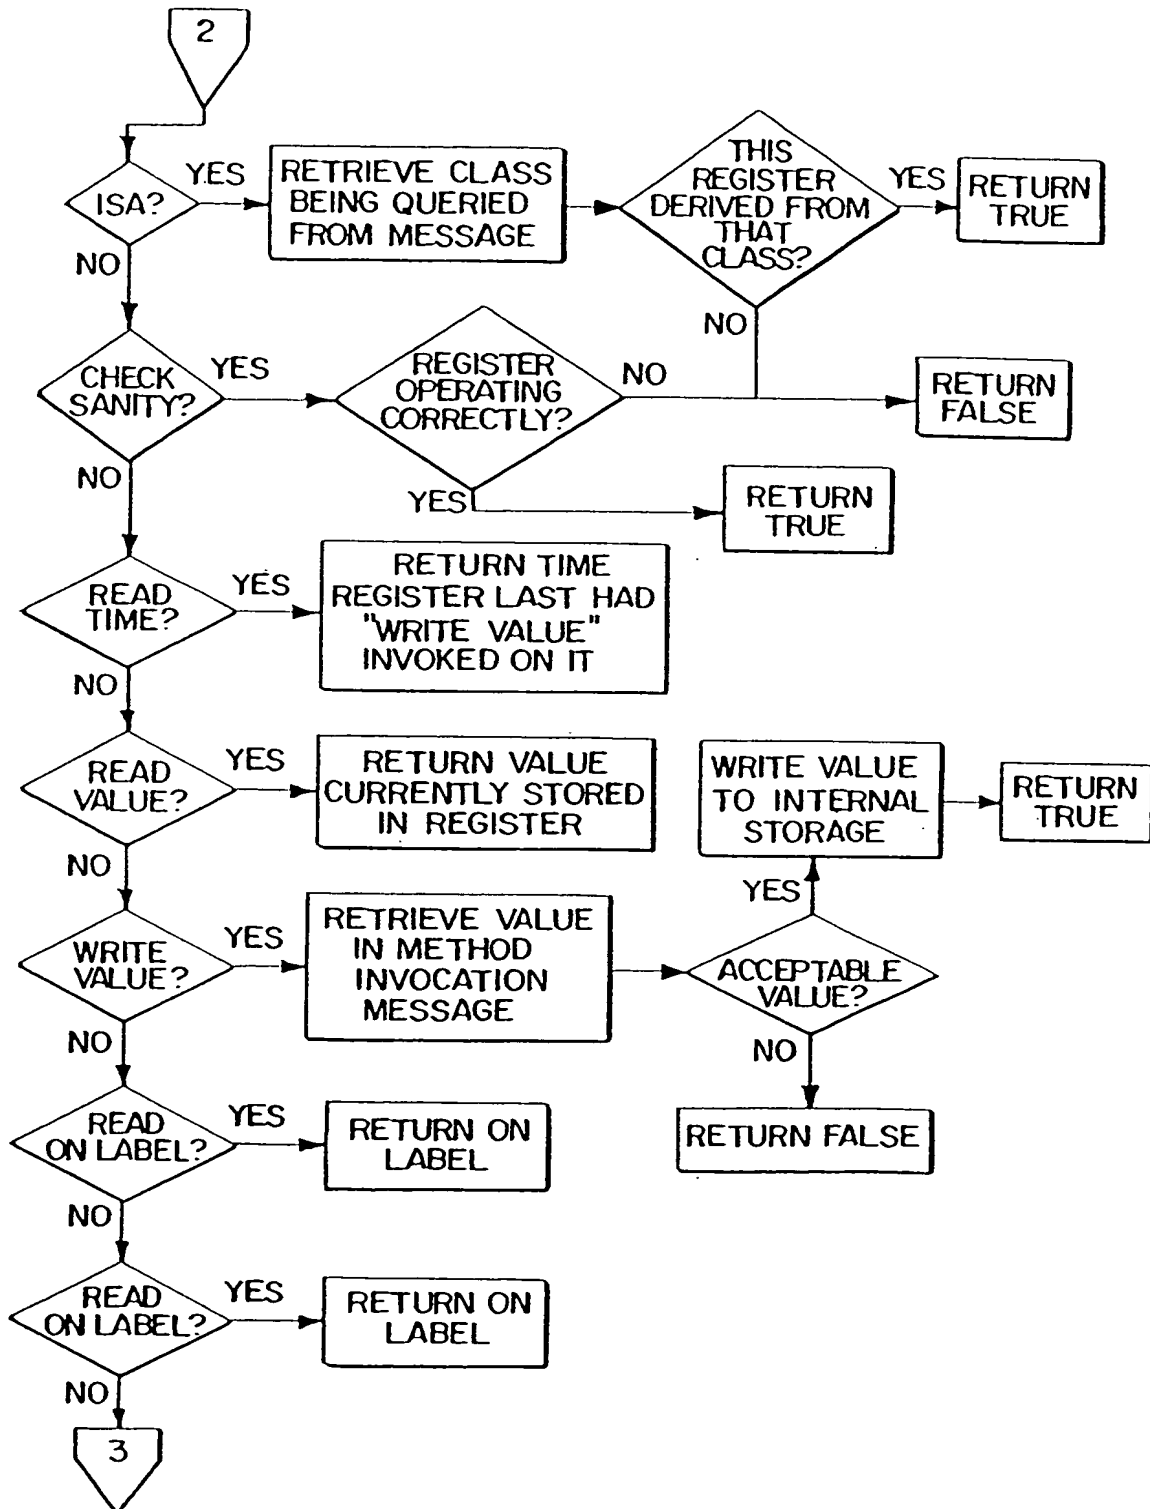 2
ISA?
YES
RETRIEVE CLASS
BEING QUERIED
FROM MESSAGE
THIS
REGISTER
DERIVED FROM
THAT
CLASS?
YES
RETURN
TRUE
NO
NO
CHECK
SANITY?
YES
REGISTER
OPERATING
CORRECTLY?
NO
RETURN
FALSE
YES
RETURN
TRUE
NO
READ
TIME?
YES
RETURN TIME
REGISTER LAST HAD
"WRITE VALUE"
INVOKED ON IT
NO
READ
VALUE?
YES
RETURN VALUE
CURRENTLY STORED
IN REGISTER
NO
WRITE
VALUE?
YES
RETRIEVE VALUE
IN METHOD
INVOCATION
MESSAGE
ACCEPTABLE
VALUE?
YES
WRITE VALUE
TO INTERNAL
STORAGE
RETURN
TRUE
NO
RETURN FALSE
NO
READ
ON LABEL?
YES
RETURN ON
LABEL
NO
READ
ON LABEL?
YES
RETURN ON
LABEL
NO
3